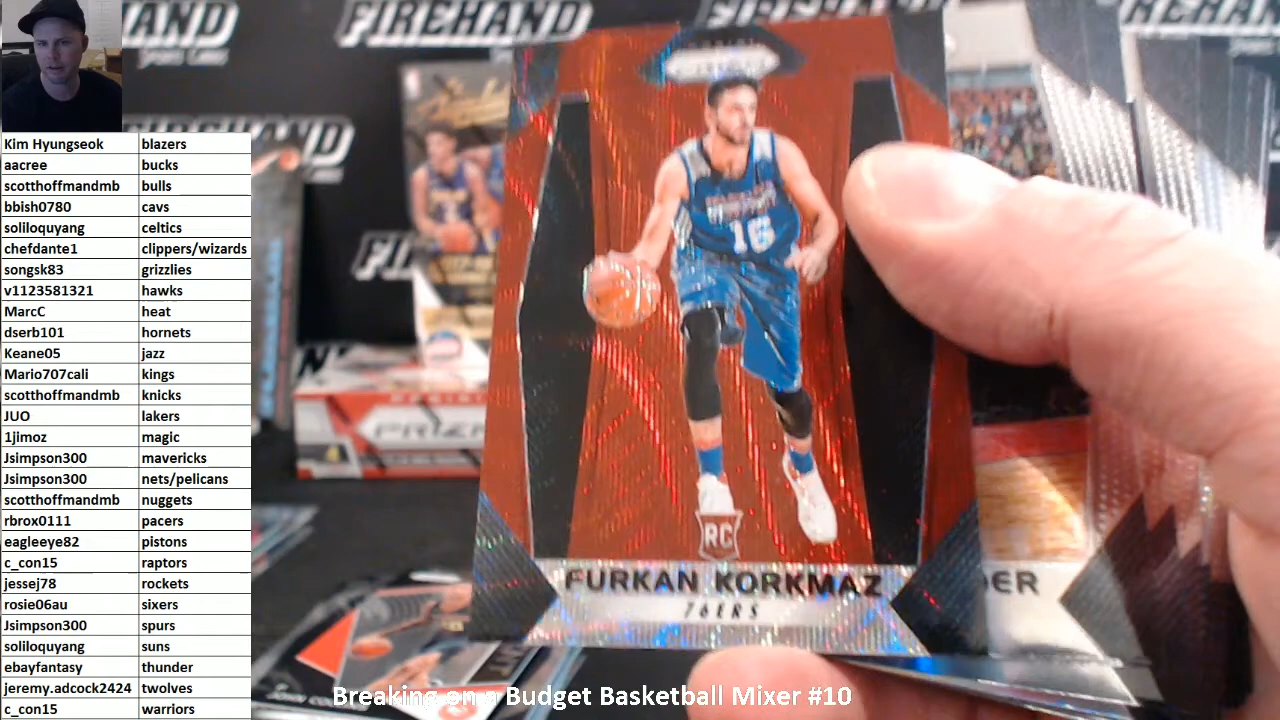 FIREHAND
FIREHAND
Kim Hyungseok blazers
aacree bucks
scotthoffmandmb bulls
bbish0780 cavs
soliloquyang celtics
chefdante1 clippers/wizards
songsk83 grizzlies
v1123581321 hawks
MarcC heat
dserb101 hornets
Keane05 jazz
Mario707cali kings
scotthoffmandmb knicks
JUO lakers
1jimoz magic
Jsimpson300 mavericks
Jsimpson300 nets/pelicans
scotthoffmandmb nuggets
rbrox0111 pacers
eagleeye82 pistons
c_con15 raptors
jessej78 rockets
rosie06au sixers
Jsimpson300 spurs
soliloquyang suns
ebayfantasy thunder
jeremy.adcock2424 twolves
c_con15 warriors
PRIZM
16
RC
FURKAN KORKMAZ
76ERS
DER
Breaking on a Budget Basketball Mixer #10